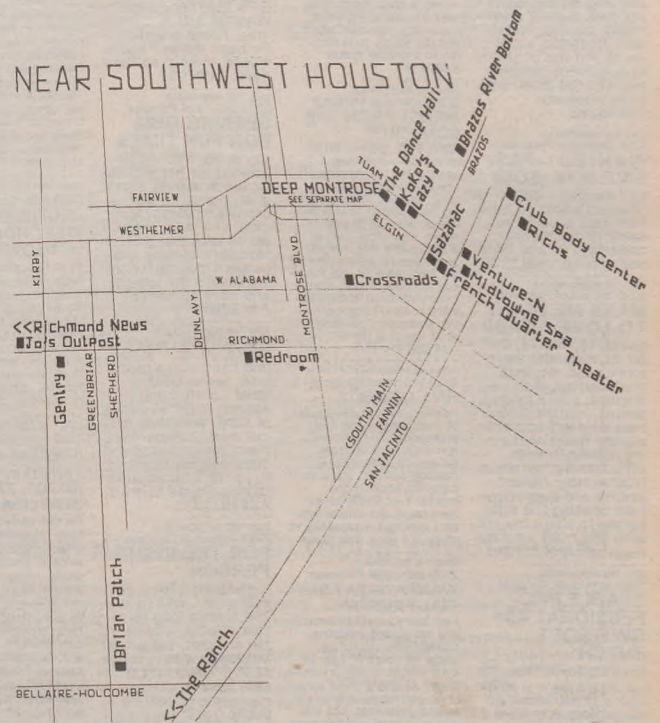 NEAR SOUTHWEST HOUSTON
Brazos River Bottom
BRAZOS
TUAM
The Dance Hall
KoKo's
Lazy J
FAIRVIEW
DEEP MONTROSE
SEE SEPARATE MAP
WESTHEIMER
ELGIN
Sazarac
Club Body Center
Richs
Venture-N
Midtowne Spa
French Quarter Theater
KIRBY
W ALABAMA
MONTROSE BLVD
Crossroads
DUNLAVY
<<Richmond News
Jo's Outpost
RICHMOND
Redroom
Gentry
GREENBRIAR
SHEPHERD
(SOUTH) MAIN
FANNIN
SAN JACINTO
Briar Patch
<<The Ranch
BELLAIRE-HOLCOMBE